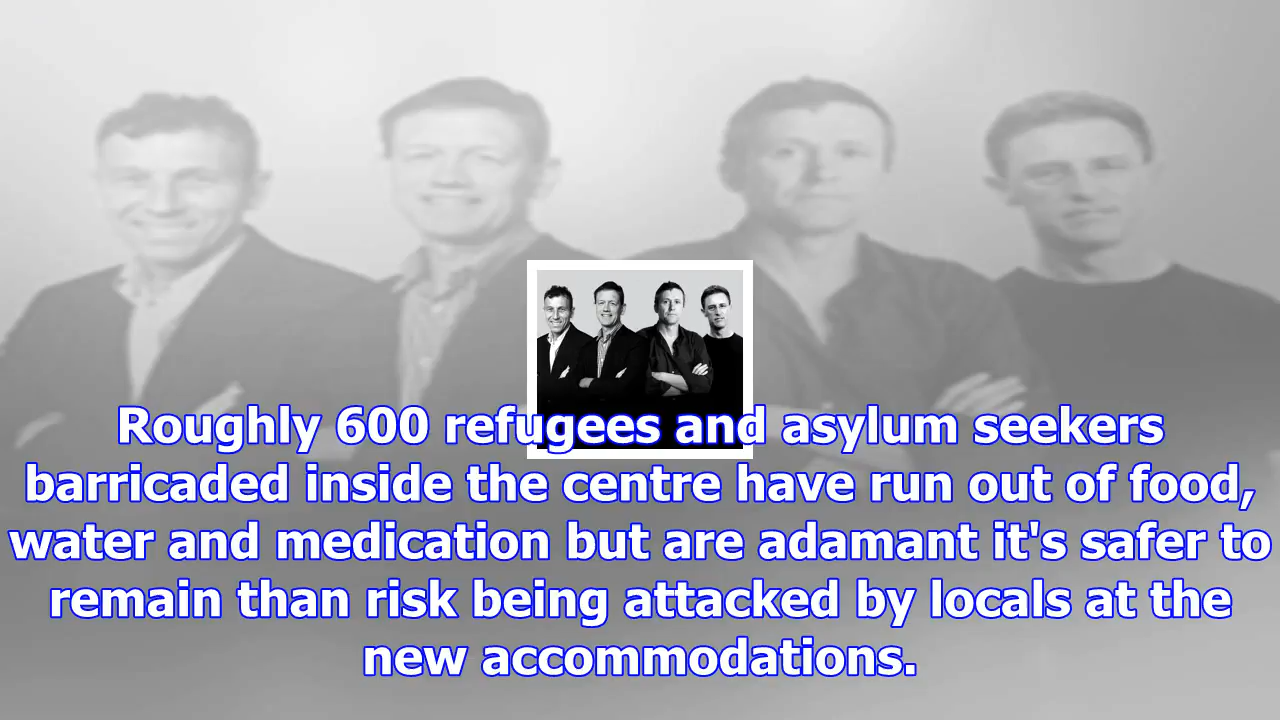 Roughly 600 refugees and asylum seekers
barricaded inside the centre have run out of food,
water and medication but are adamant it's safer to
remain than risk being attacked by locals at the
new accommodations.